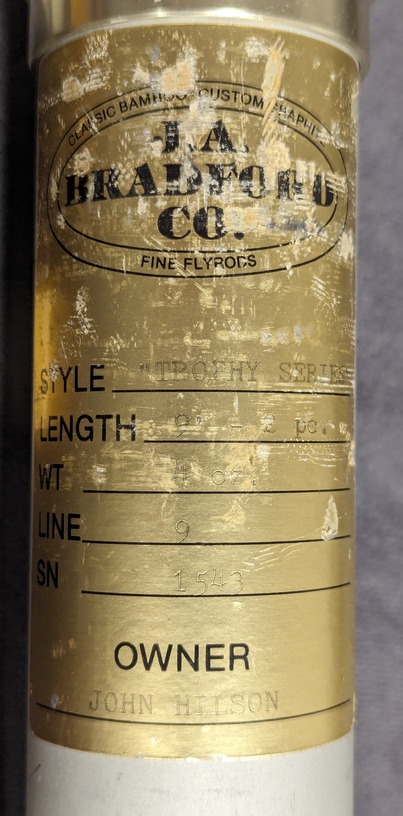 CLASSIC BAMBOO · CUSTOM GRAPHITE
J.A.
BRADFORD
CO.
FINE FLYRODS
STYLE "TROPHY SERIES
LENGTH 9' - 2 pc.
WT 4 oz.
LINE 9
SN 1543
OWNER
JOHN HILSON